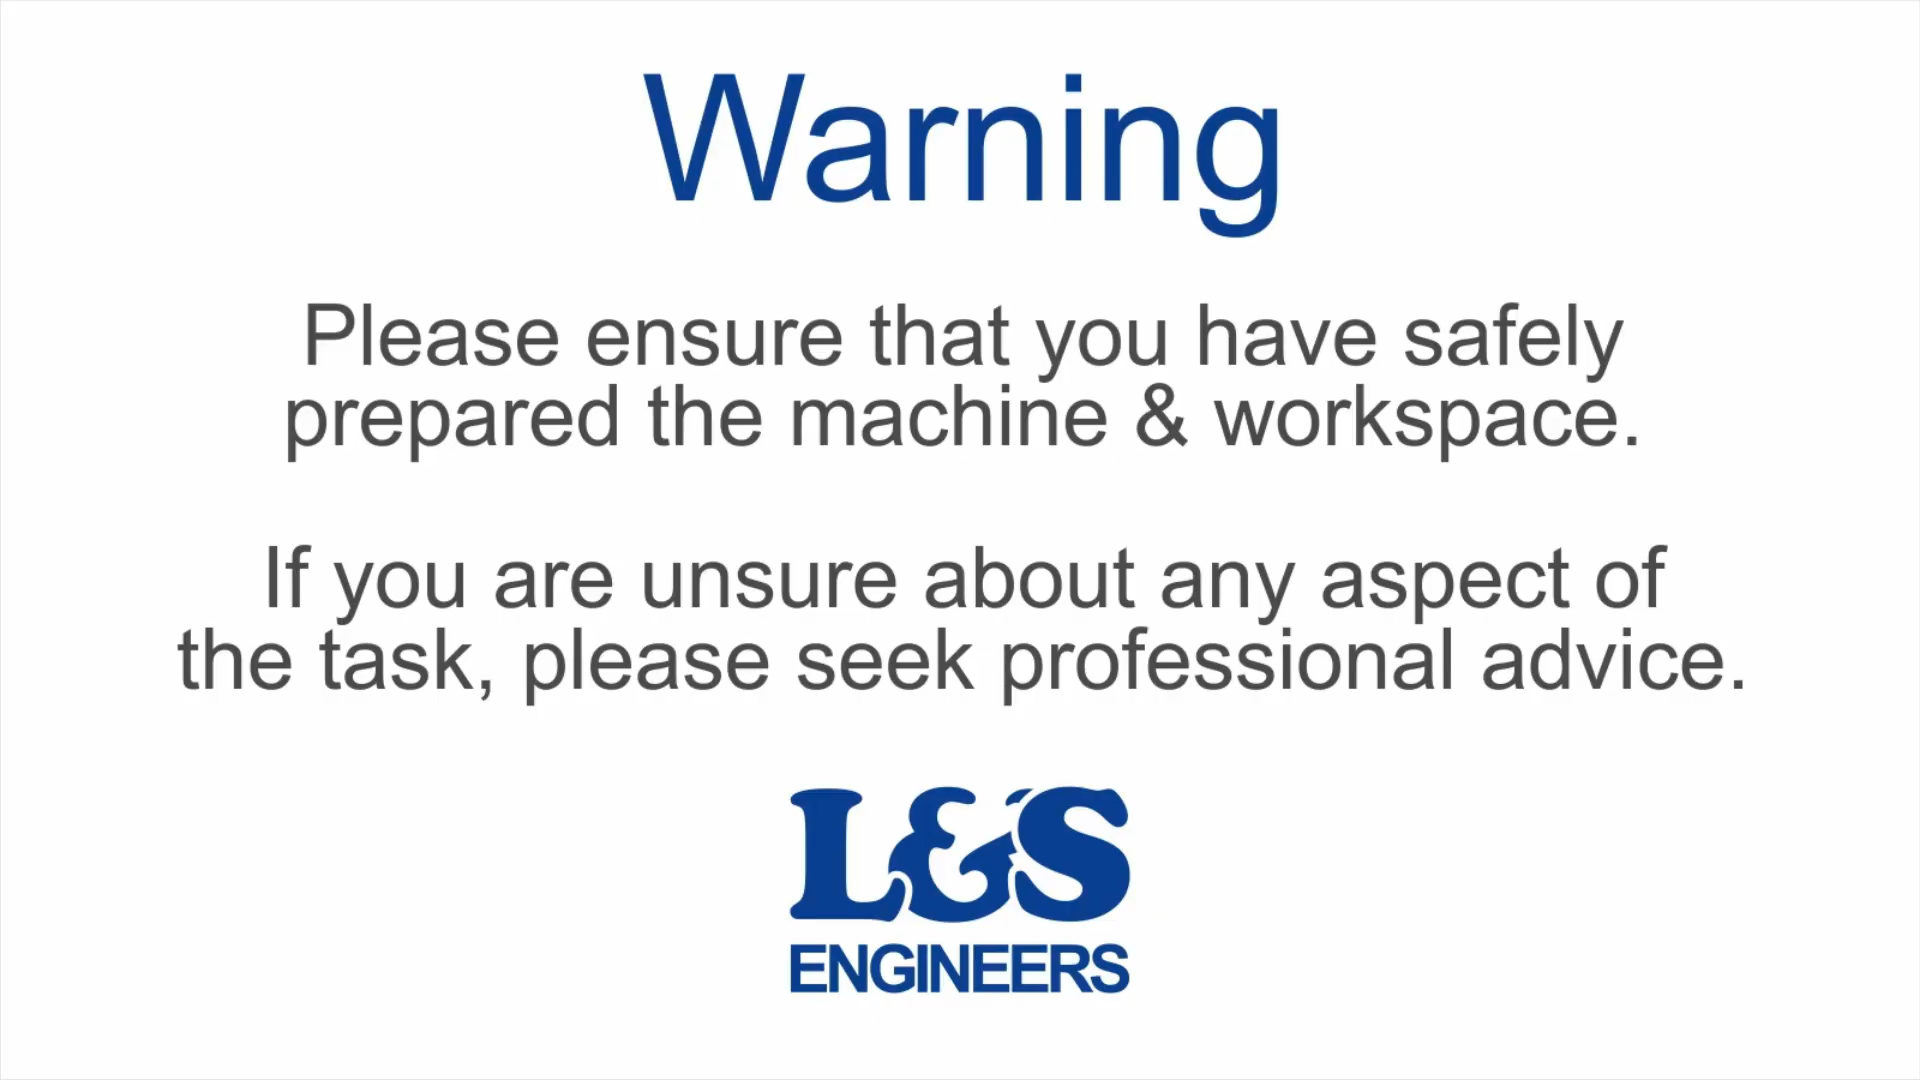 Warning
Please ensure that you have safely
prepared the machine & workspace.
If you are unsure about any aspect of
the task, please seek professional advice.
L&S
ENGINEERS